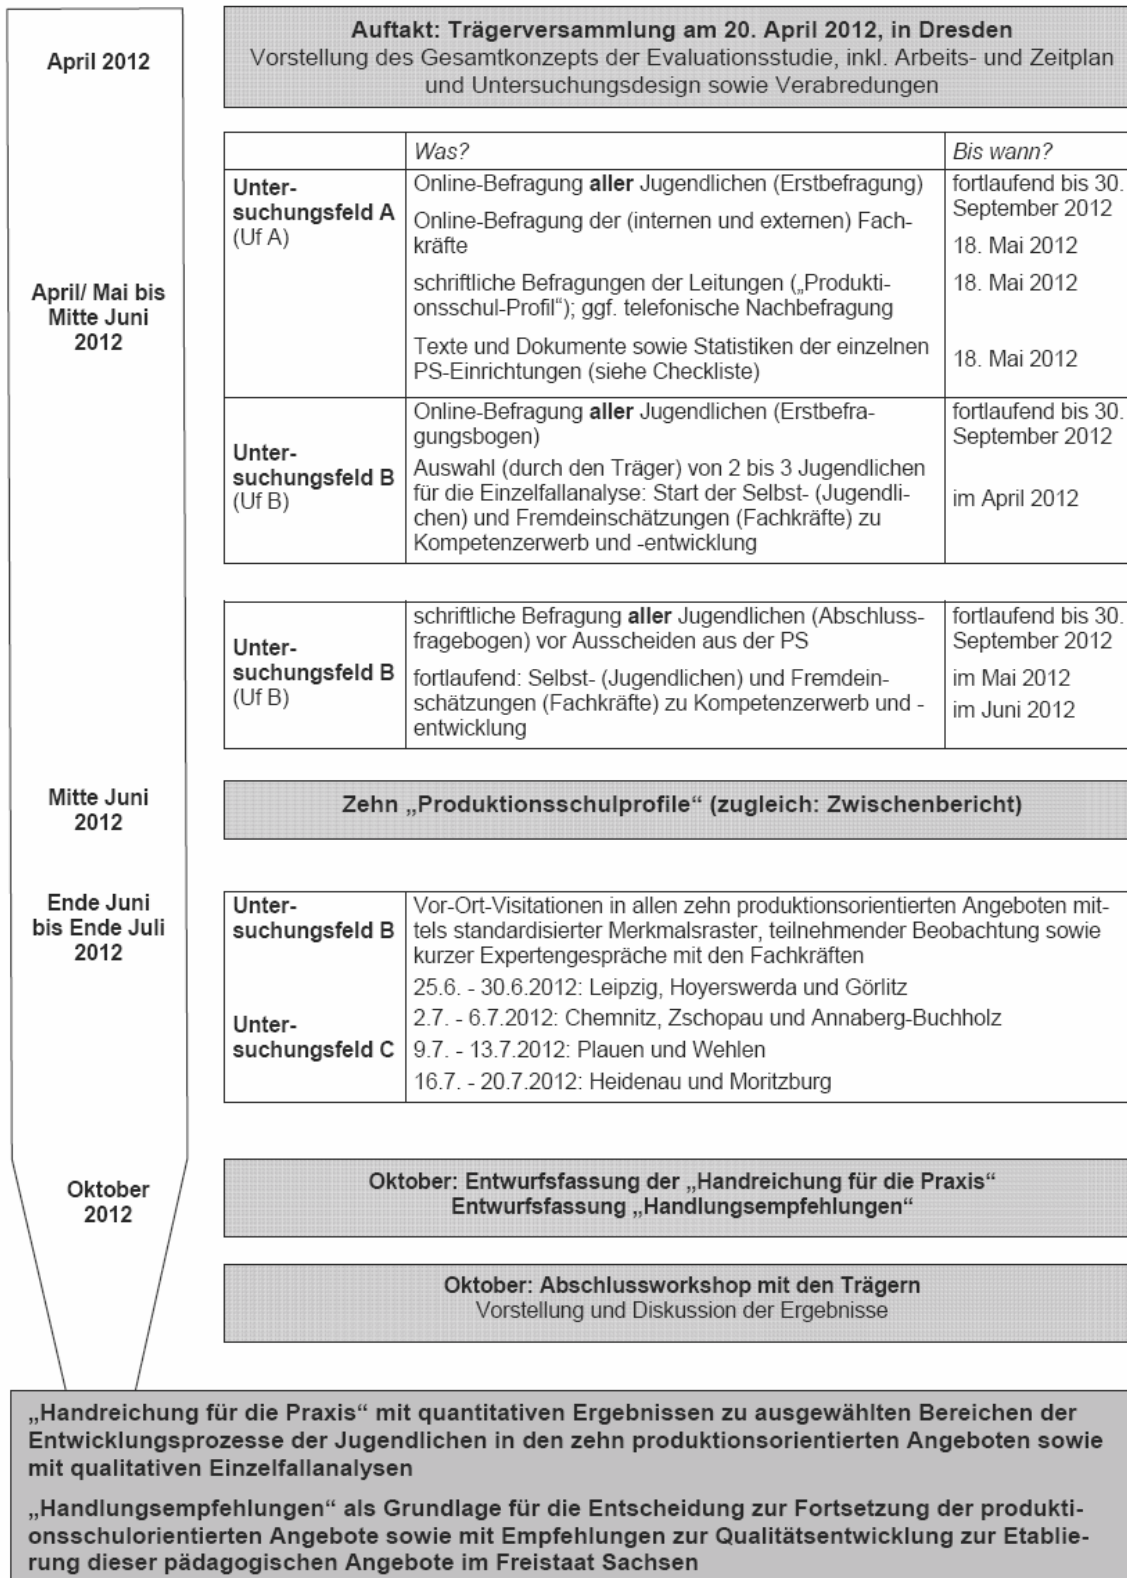 April 2012
Auftakt: Trägerversammlung am 20. April 2012, in Dresden
Vorstellung des Gesamtkonzepts der Evaluationsstudie, inkl. Arbeits- und Zeitplan
und Untersuchungsdesign sowie Verabredungen
April/ Mai bis
Mitte Juni
2012
Was?
Bis wann?
Unter-
suchungsfeld A
(Uf A)
Online-Befragung aller Jugendlichen (Erstbefragung)
fortlaufend bis 30.
September 2012
Online-Befragung der (internen und externen) Fach-
kräfte
18. Mai 2012
schriftliche Befragungen der Leitungen („Produkti-
onsschul-Profil“); ggf. telefonische Nachbefragung
18. Mai 2012
Texte und Dokumente sowie Statistiken der einzelnen
PS-Einrichtungen (siehe Checkliste)
18. Mai 2012
Unter-
suchungsfeld B
(Uf B)
Online-Befragung aller Jugendlichen (Erstbefra-
gungsbogen)
fortlaufend bis 30.
September 2012
Auswahl (durch den Träger) von 2 bis 3 Jugendlichen
für die Einzelfallanalyse: Start der Selbst- (Jugendli-
chen) und Fremdeinschätzungen (Fachkräfte) zu
Kompetenzerwerb und -entwicklung
im April 2012
Unter-
suchungsfeld B
(Uf B)
schriftliche Befragung aller Jugendlichen (Abschluss-
fragebogen) vor Ausscheiden aus der PS
fortlaufend bis 30.
September 2012
fortlaufend: Selbst- (Jugendlichen) und Fremdein-
schätzungen (Fachkräfte) zu Kompetenzerwerb und -
entwicklung
im Mai 2012
im Juni 2012
Mitte Juni
2012
Zehn „Produktionsschulprofile“ (zugleich: Zwischenbericht)
Ende Juni
bis Ende Juli
2012
Unter-
suchungsfeld B
Unter-
suchungsfeld C
Vor-Ort-Visitationen in allen zehn produktionsorientierten Angeboten mit-
tels standardisierter Merkmalsraster, teilnehmender Beobachtung sowie
kurzer Expertengespräche mit den Fachkräften
25.6. - 30.6.2012: Leipzig, Hoyerswerda und Görlitz
2.7. - 6.7.2012: Chemnitz, Zschopau und Annaberg-Buchholz
9.7. - 13.7.2012: Plauen und Wehlen
16.7. - 20.7.2012: Heidenau und Moritzburg
Oktober
2012
Oktober: Entwurfsfassung der „Handreichung für die Praxis“
Entwurfsfassung „Handlungsempfehlungen“
Oktober: Abschlussworkshop mit den Trägern
Vorstellung und Diskussion der Ergebnisse
„Handreichung für die Praxis“ mit quantitativen Ergebnissen zu ausgewählten Bereichen der
Entwicklungsprozesse der Jugendlichen in den zehn produktionsorientierten Angeboten sowie
mit qualitativen Einzelfallanalysen
„Handlungsempfehlungen“ als Grundlage für die Entscheidung zur Fortsetzung der produkti-
onsschulorientierten Angebote sowie mit Empfehlungen zur Qualitätsentwicklung zur Etablie-
rung dieser pädagogischen Angebote im Freistaat Sachsen